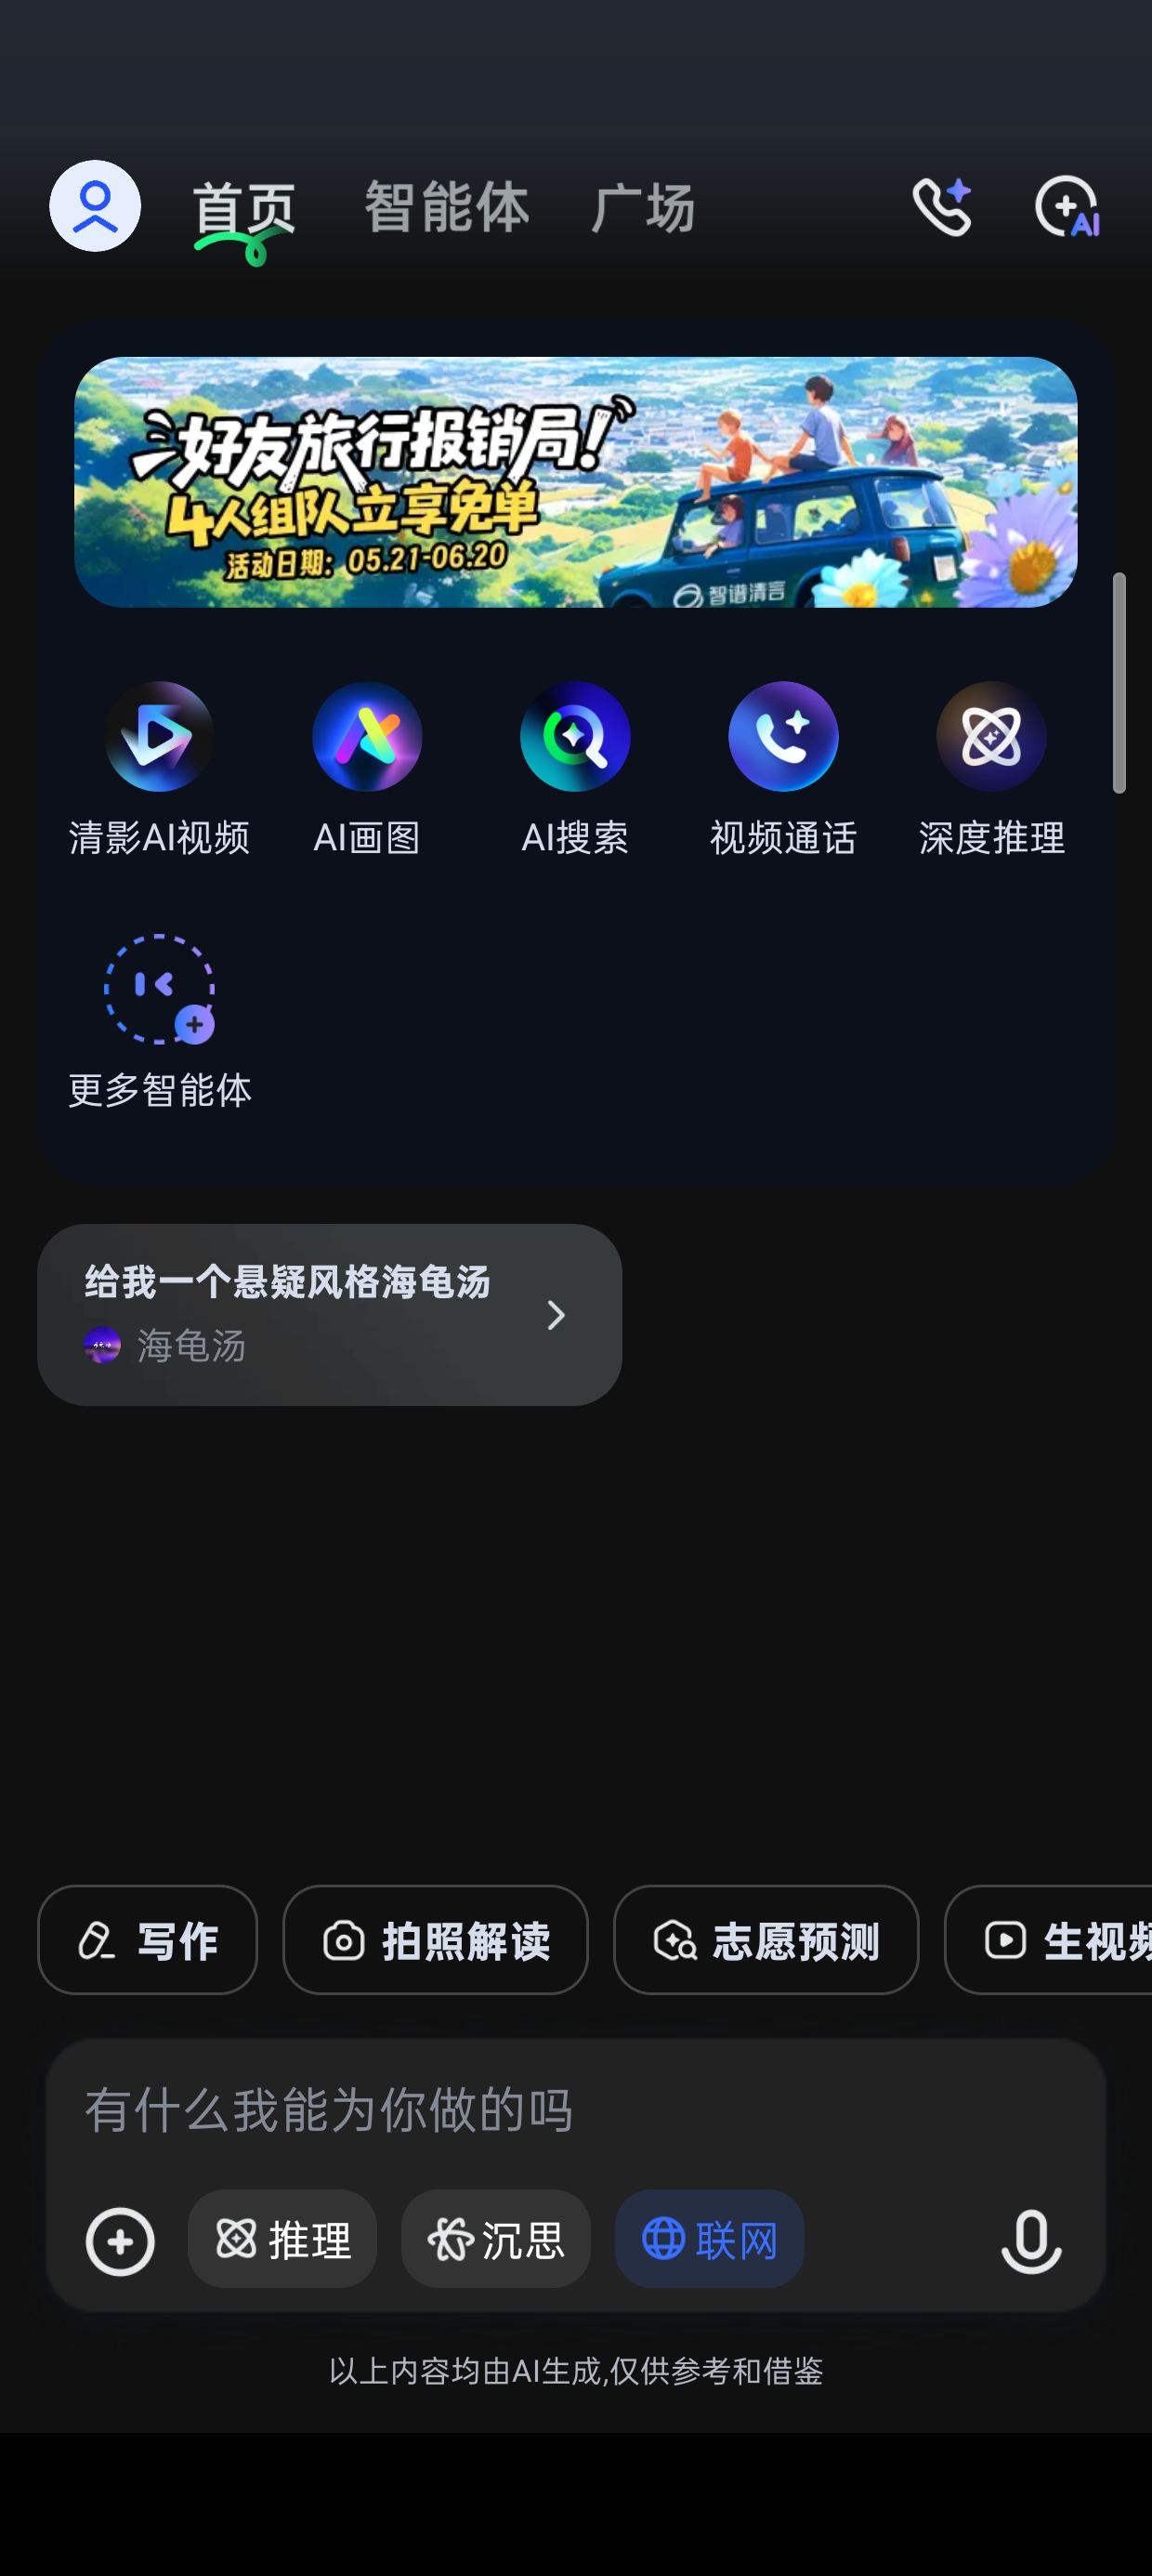 首页 智能体 广场
AI
好友旅行报销局!
4人组队立享免单
活动日期: 05.21-06.20
智谱清言
清影AI视频 AI画图 AI搜索 视频通话 深度推理
更多智能体
给我一个悬疑风格海龟汤
海龟汤
写作 拍照解读 志愿预测 生视频
有什么我能为你做的吗
推理 沉思 联网
以上内容均由AI生成,仅供参考和借鉴